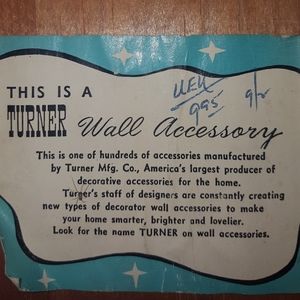 THIS IS A
TURNER Wall Accessory
This is one of hundreds of accessories manufactured
by Turner Mfg. Co., America's largest producer of
decorative accessories for the home.
Turner's staff of designers are constantly creating
new types of decorator wall accessories to make
your home smarter, brighter and lovelier.
Look for the name TURNER on wall accessories.
995